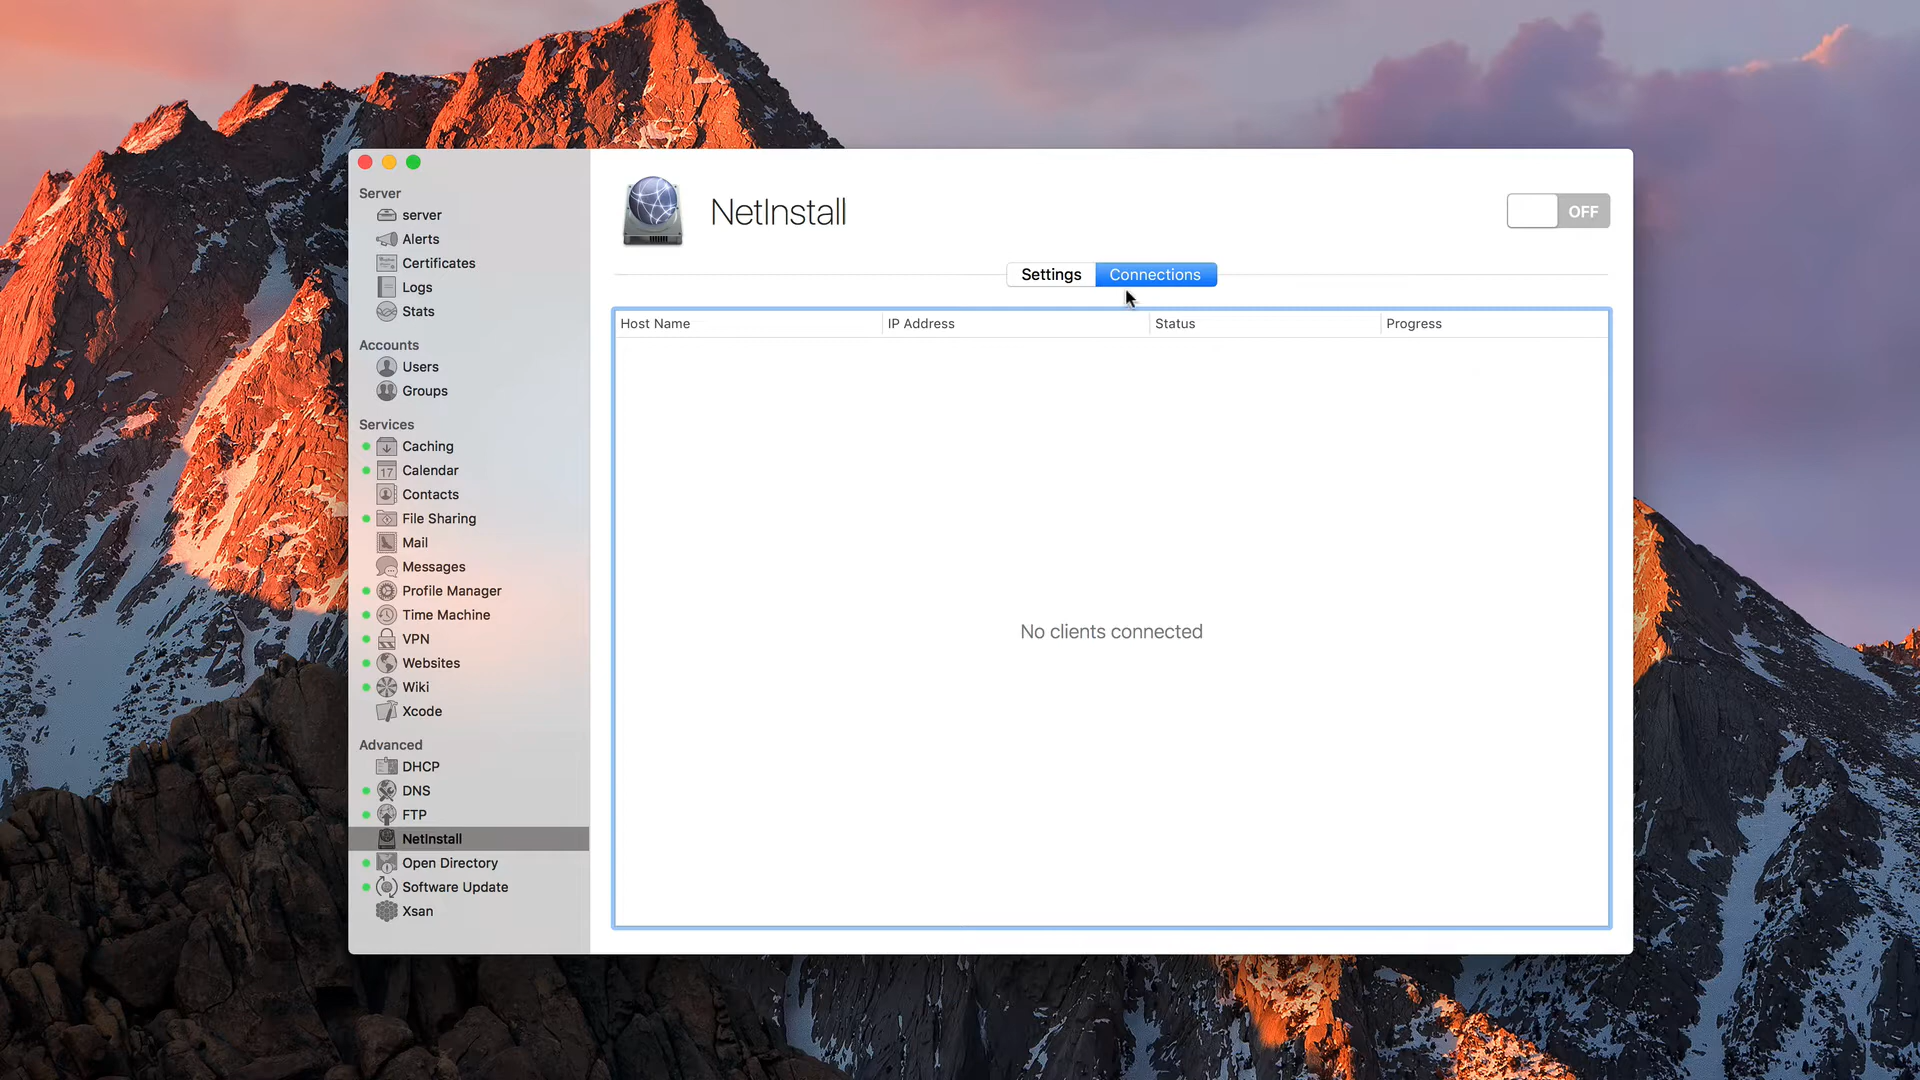 Server
server
Alerts
Certificates
Logs
Stats
Accounts
Users
Groups
Services
Caching
17
Calendar
Contacts
File Sharing
Mail
Messages
Profile Manager
Time Machine
VPN
Websites
Wiki
Xcode
Advanced
DHCP
DNS
FTP
NetInstall
Open Directory
Software Update
Xsan
NetInstall
OFF
Settings Connections
Host Name IP Address Status Progress
No clients connected